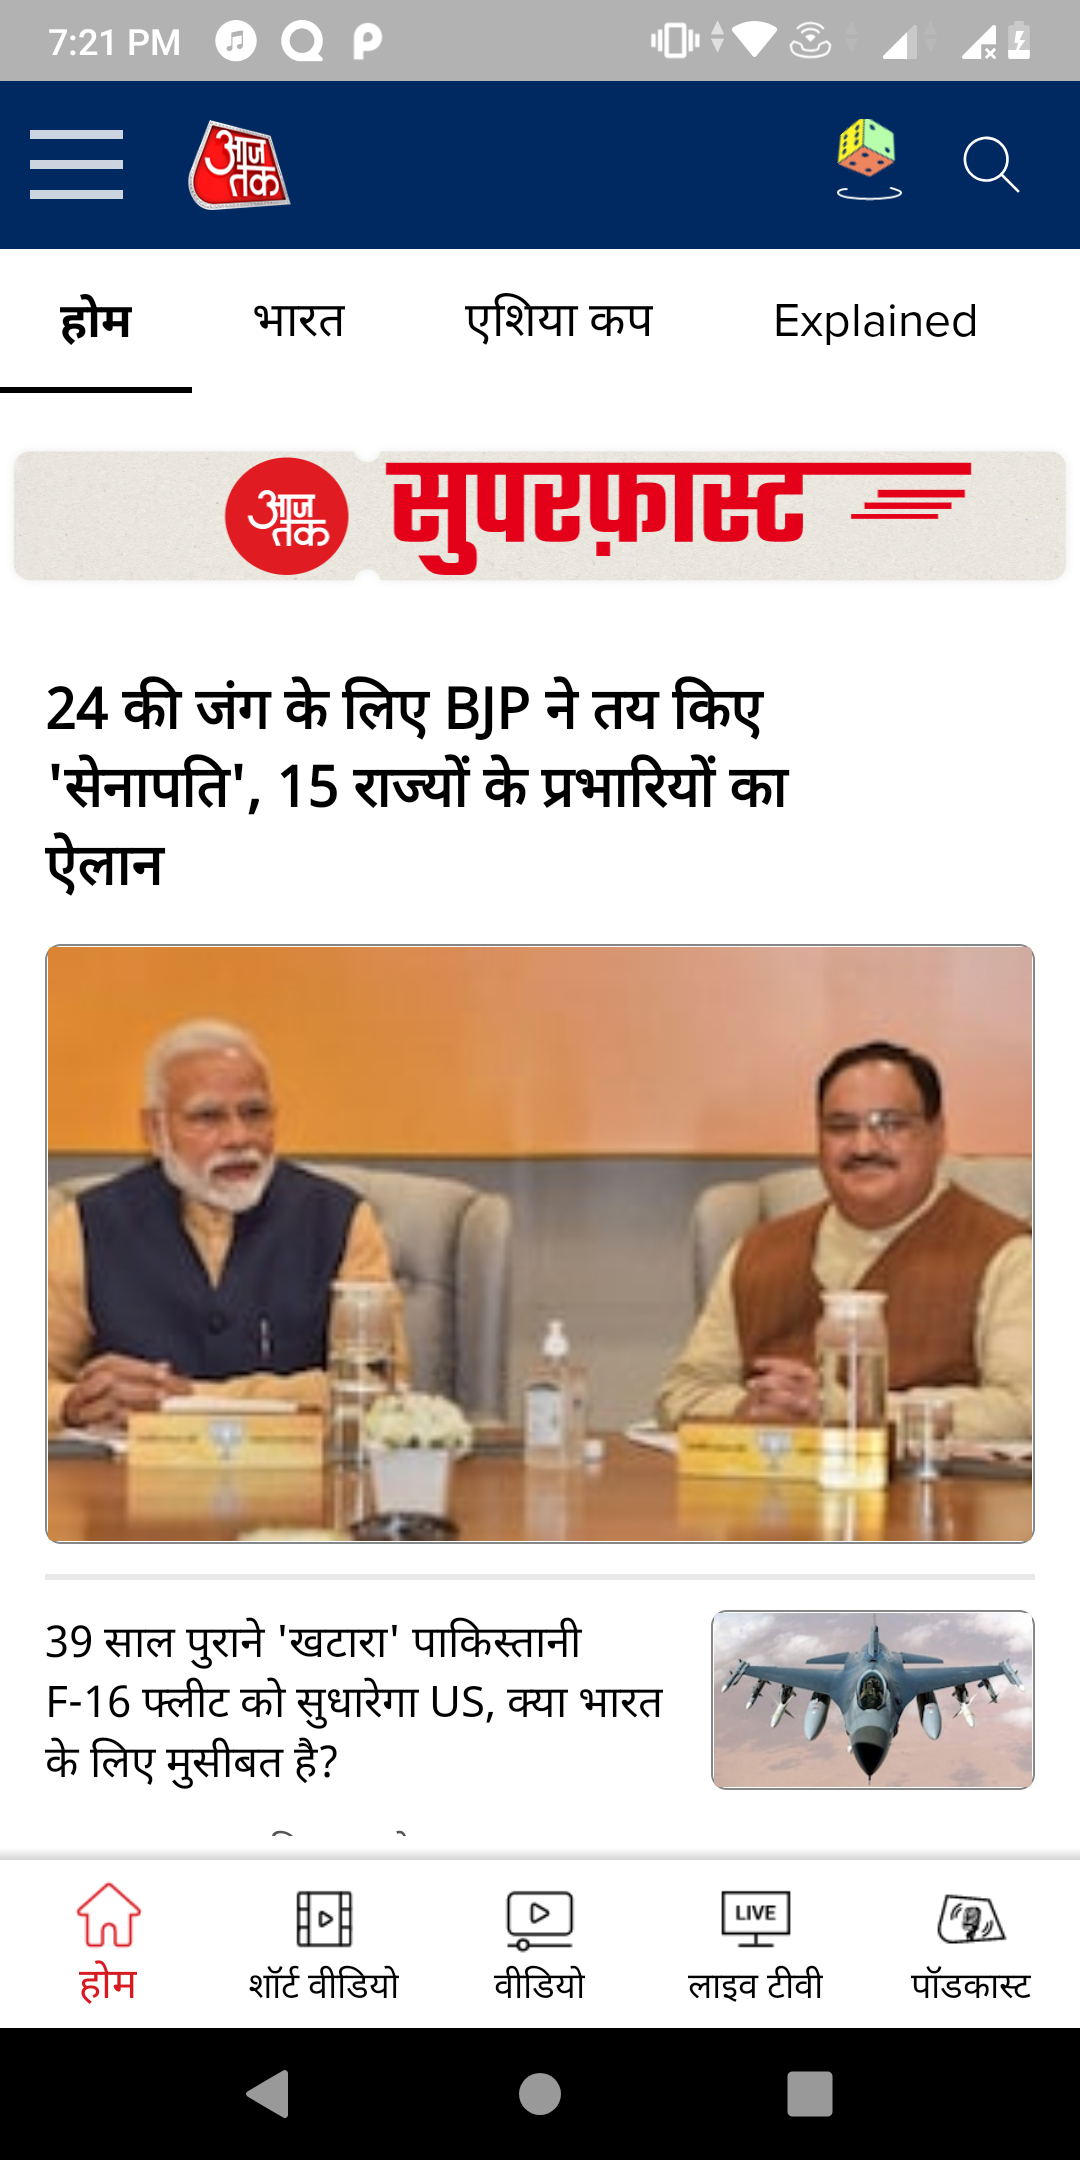 7:21 PM
आज तक
होम भारत एशिया कप Explained
आज तक सुपरफ़ास्ट
24 की जंग के लिए BJP ने तय किए
'सेनापति', 15 राज्यों के प्रभारियों का
ऐलान
39 साल पुराने 'खटारा' पाकिस्तानी
F-16 फ्लीट को सुधारेगा US, क्या भारत
के लिए मुसीबत है?
LIVE
होम शॉर्ट वीडियो वीडियो लाइव टीवी पॉडकास्ट